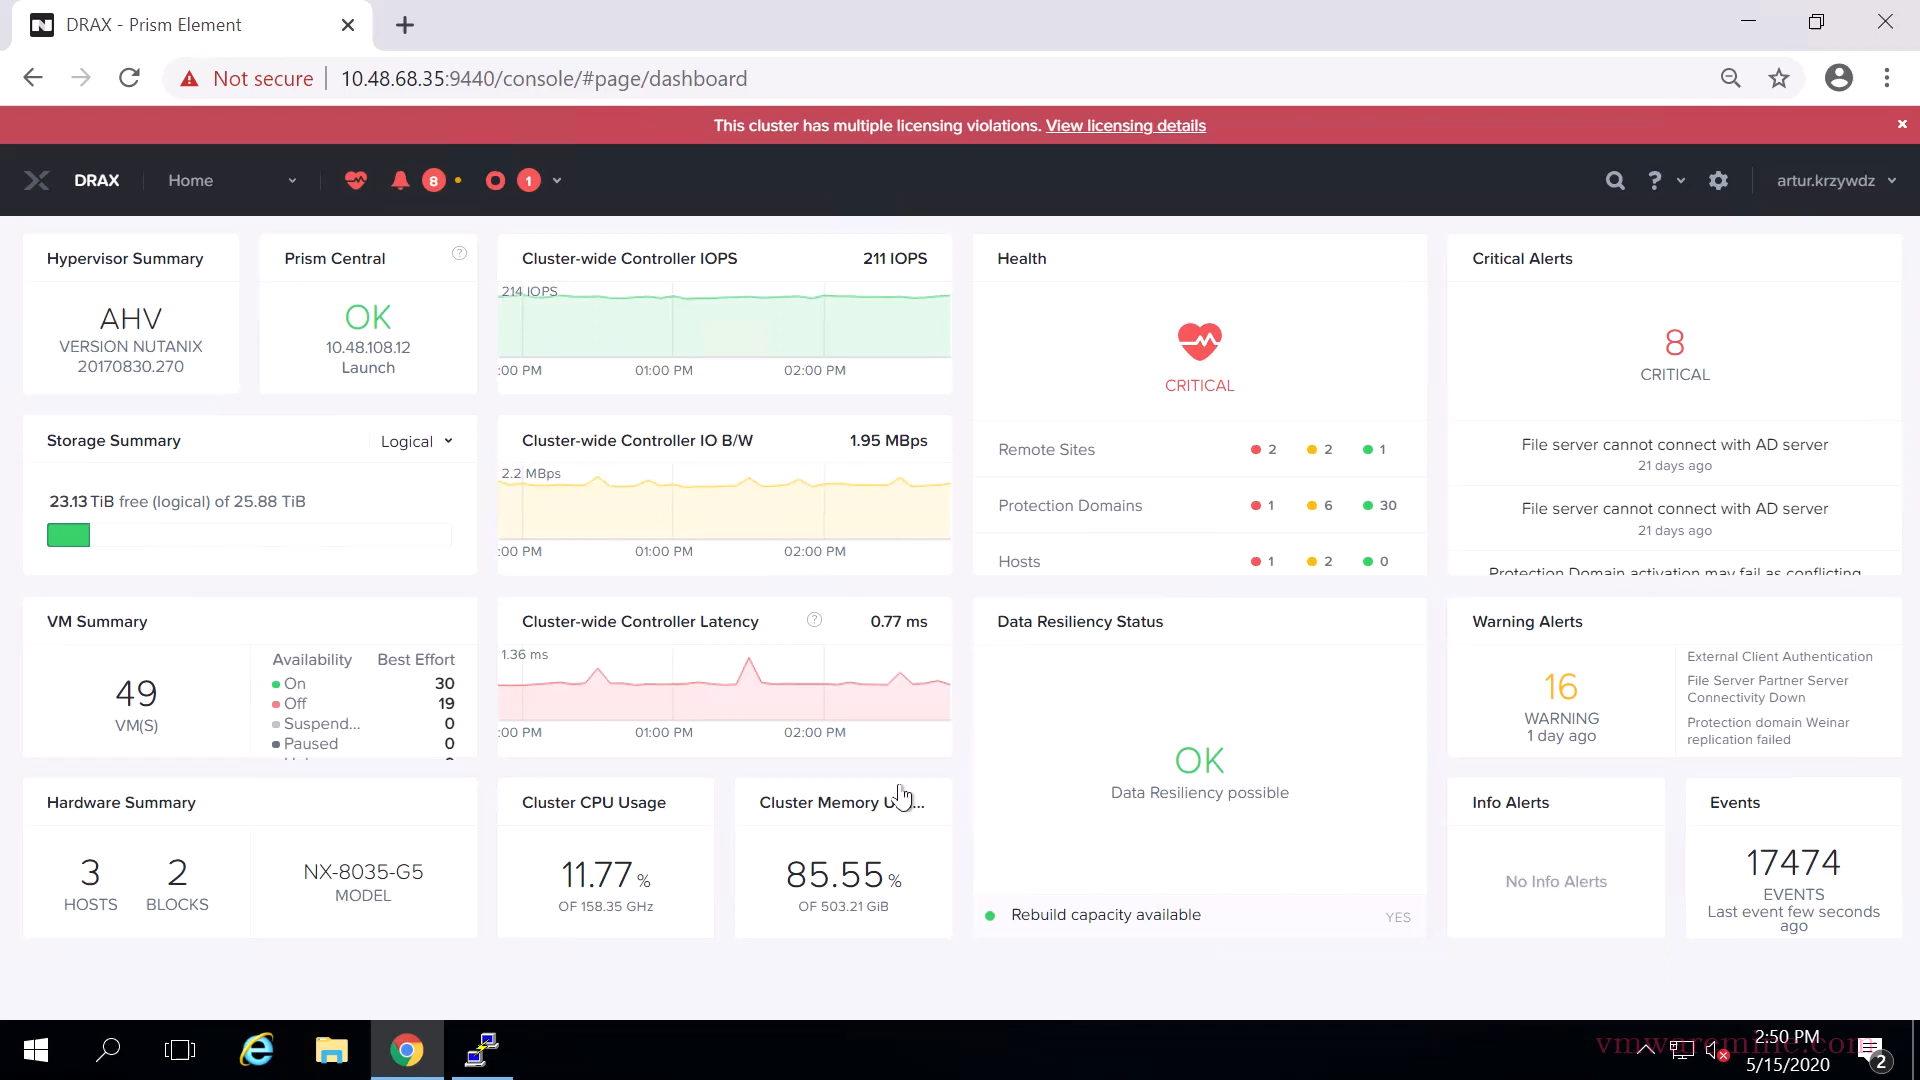 DRAX - Prism Element
Not secure
10.48.68.35:9440/console/#page/dashboard
This cluster has multiple licensing violations. View licensing details
DRAX
Home
8
1
?
artur.krzywdz
Hypervisor Summary
AHV
VERSION NUTANIX
20170830.270
Prism Central
?
OK
10.48.108.12
Launch
Storage Summary
Logical
23.13 TiB free (logical) of 25.88 TiB
VM Summary
49
VM(S)
Availability
Best Effort
On 30
Off 19
Suspend... 0
Paused 0
Hardware Summary
3
HOSTS
2
BLOCKS
NX-8035-G5
MODEL
Cluster-wide Controller IOPS
211 IOPS
214 IOPS
:00 PM
01:00 PM
02:00 PM
Cluster-wide Controller IO B/W
1.95 MBps
2.2 MBps
:00 PM
01:00 PM
02:00 PM
Cluster-wide Controller Latency
?
0.77 ms
1.36 ms
:00 PM
01:00 PM
02:00 PM
Cluster CPU Usage
11.77 %
OF 158.35 GHz
Cluster Memory U...
85.55 %
OF 503.21 GiB
Health
CRITICAL
Remote Sites 2 2 1
Protection Domains 1 6 30
Hosts 1 2 0
Data Resiliency Status
OK
Data Resiliency possible
Rebuild capacity available
YES
Critical Alerts
8
CRITICAL
File server cannot connect with AD server
21 days ago
File server cannot connect with AD server
21 days ago
Protection Domain activation may fail as conflicting
Warning Alerts
16
WARNING
1 day ago
External Client Authentication
File Server Partner Server
Connectivity Down
Protection domain Weinar
replication failed
Info Alerts
No Info Alerts
Events
17474
EVENTS
Last event few seconds
ago
vmwaremine.com
2:50 PM
5/15/2020
2